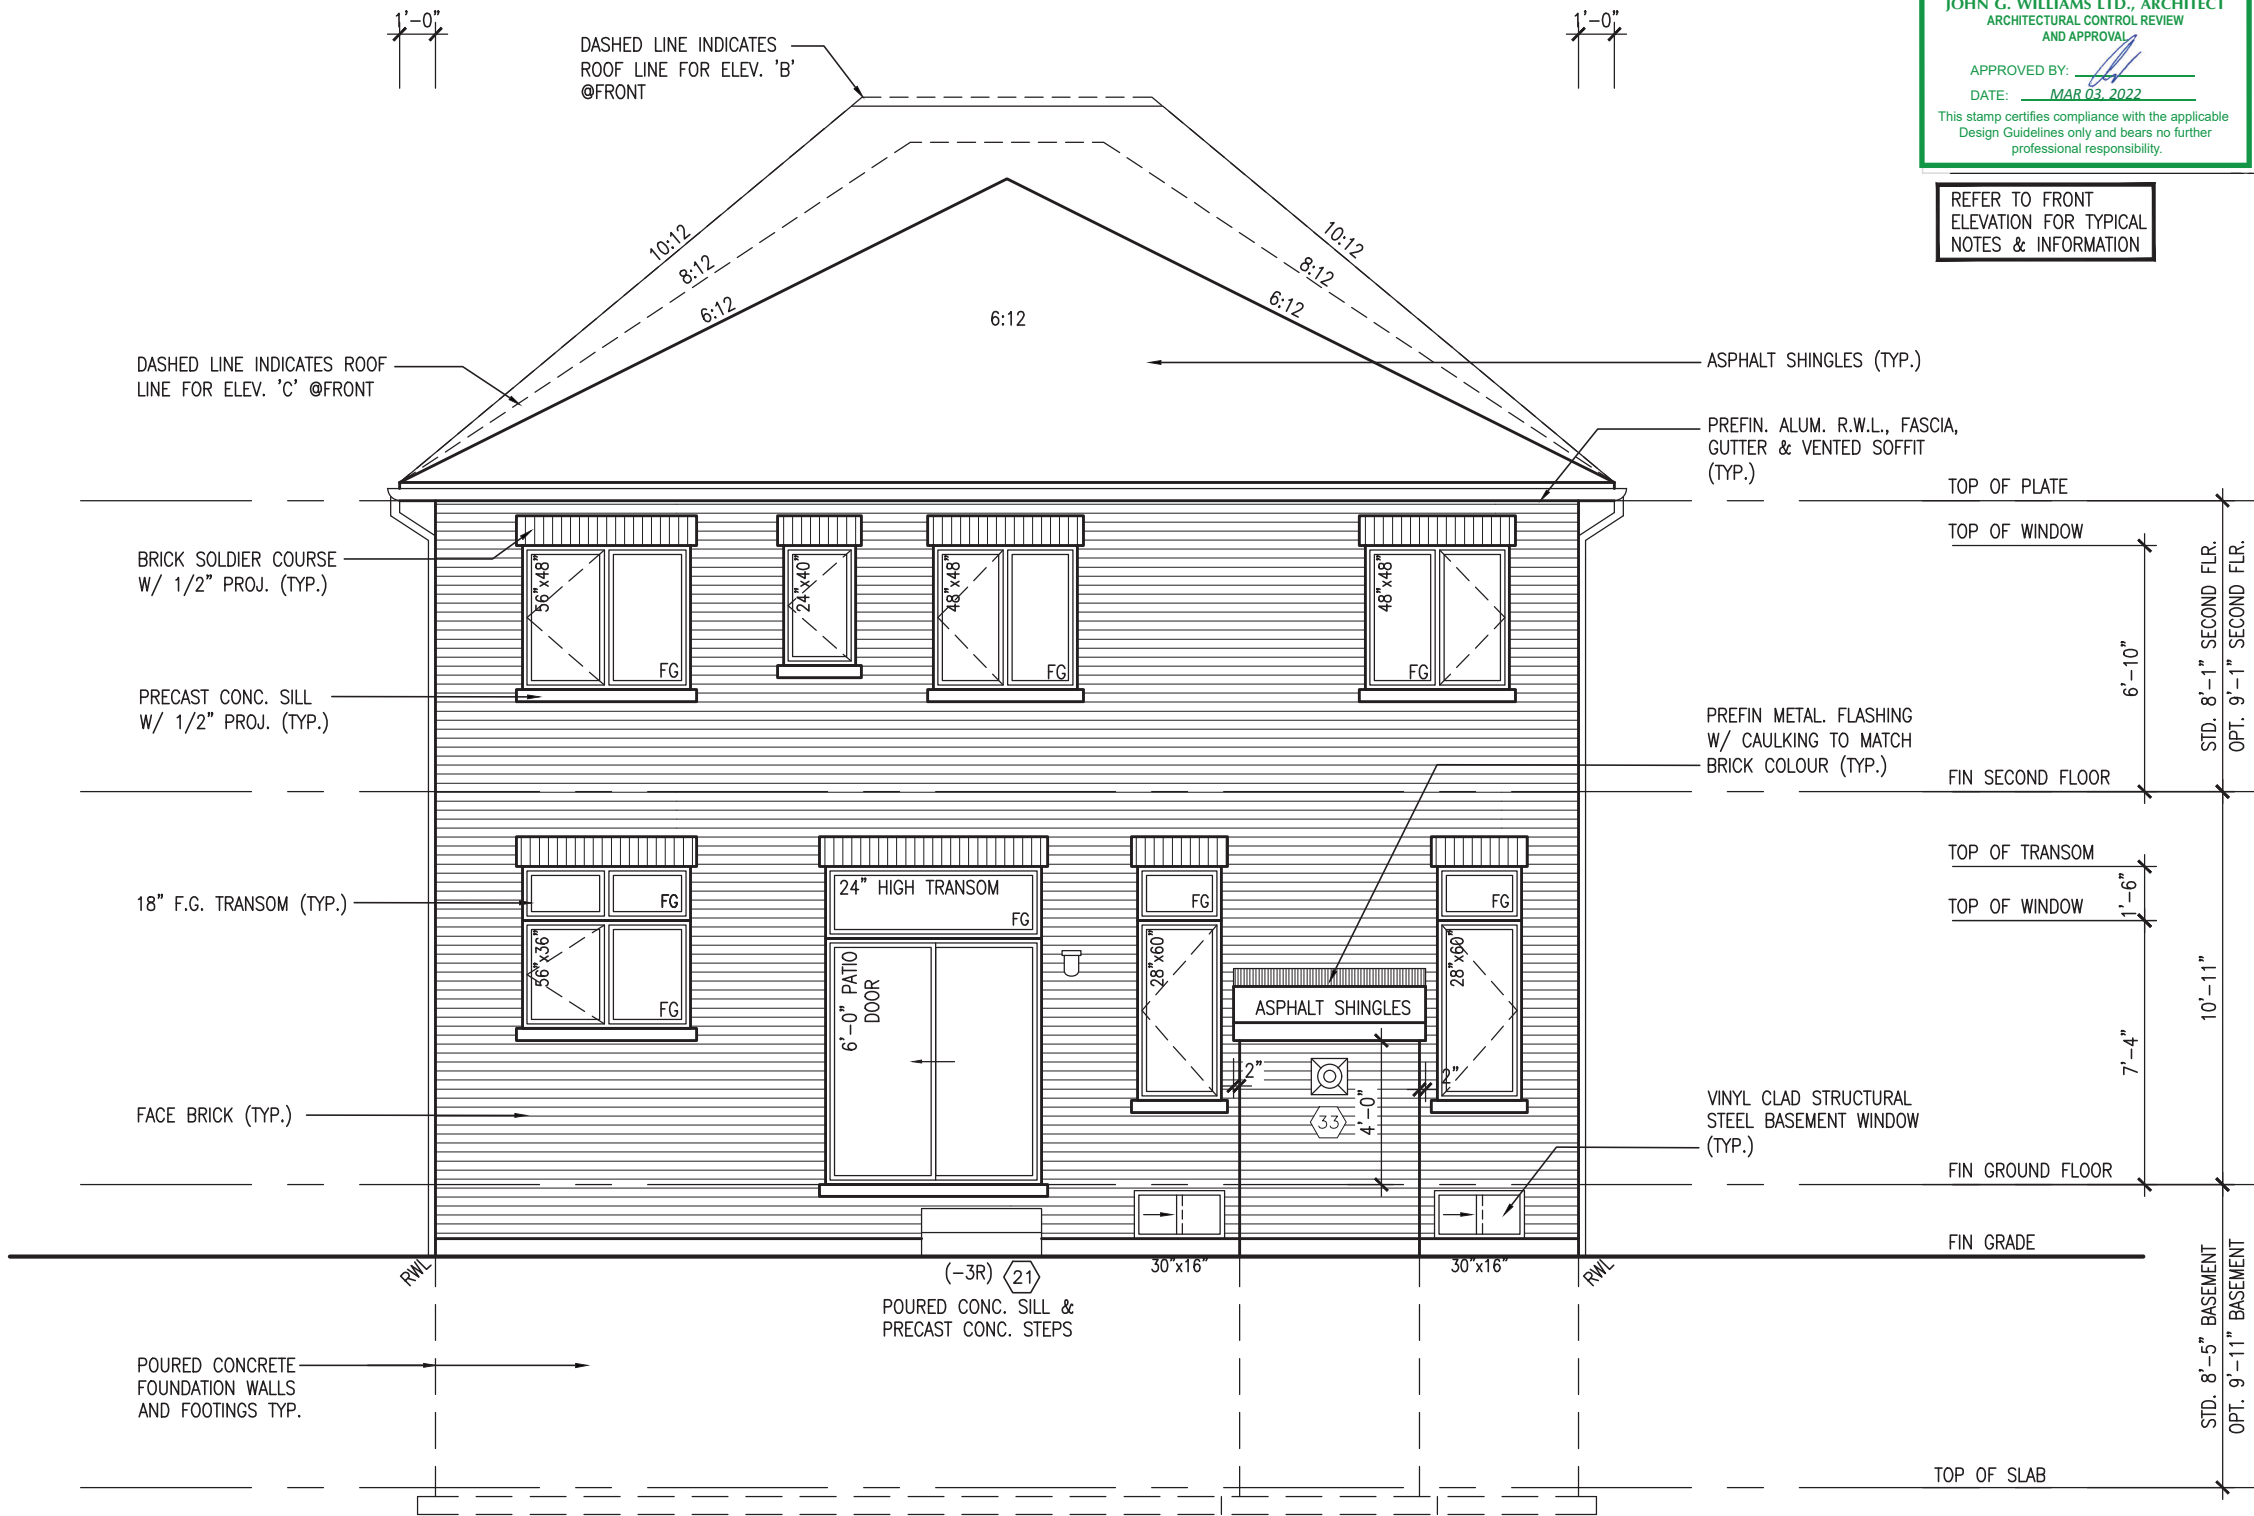 1'-0"
1'-0"
JOHN G. WILLIAMS LTD., ARCHITECT
ARCHITECTURAL CONTROL REVIEW
AND APPROVAL
APPROVED BY:
DATE: MAR 03, 2022
This stamp certifies compliance with the applicable
Design Guidelines only and bears no further
professional responsibility.
REFER TO FRONT
ELEVATION FOR TYPICAL
NOTES & INFORMATION
DASHED LINE INDICATES
ROOF LINE FOR ELEV. 'B'
@FRONT
10:12
8:12
6:12
6:12
10:12
8:12
6:12
DASHED LINE INDICATES ROOF
LINE FOR ELEV. 'C' @FRONT
ASPHALT SHINGLES (TYP.)
PREFIN. ALUM. R.W.L., FASCIA,
GUTTER & VENTED SOFFIT
(TYP.)
TOP OF PLATE
TOP OF WINDOW
BRICK SOLDIER COURSE
W/ 1/2" PROJ. (TYP.)
56"x48"
FG
24"x40"
48"x48"
FG
48"x48"
FG
6'-10"
STD. 8'-1" SECOND FLR.
OPT. 9'-1" SECOND FLR.
PRECAST CONC. SILL
W/ 1/2" PROJ. (TYP.)
PREFIN METAL. FLASHING
W/ CAULKING TO MATCH
BRICK COLOUR (TYP.)
FIN SECOND FLOOR
TOP OF TRANSOM
TOP OF WINDOW
1'-6"
18" F.G. TRANSOM (TYP.)
FG
56"x36"
FG
24" HIGH TRANSOM
FG
6'-0" PATIO
DOOR
FG
28"x60"
FG
28"x60"
ASPHALT SHINGLES
2"
2"
33
4'-0"
10'-11"
7'-4"
FACE BRICK (TYP.)
VINYL CLAD STRUCTURAL
STEEL BASEMENT WINDOW
(TYP.)
FIN GROUND FLOOR
FIN GRADE
RWL
(-3R) 21
POURED CONC. SILL &
PRECAST CONC. STEPS
30"x16"
30"x16"
RWL
STD. 8'-5" BASEMENT
OPT. 9'-11" BASEMENT
POURED CONCRETE
FOUNDATION WALLS
AND FOOTINGS TYP.
TOP OF SLAB